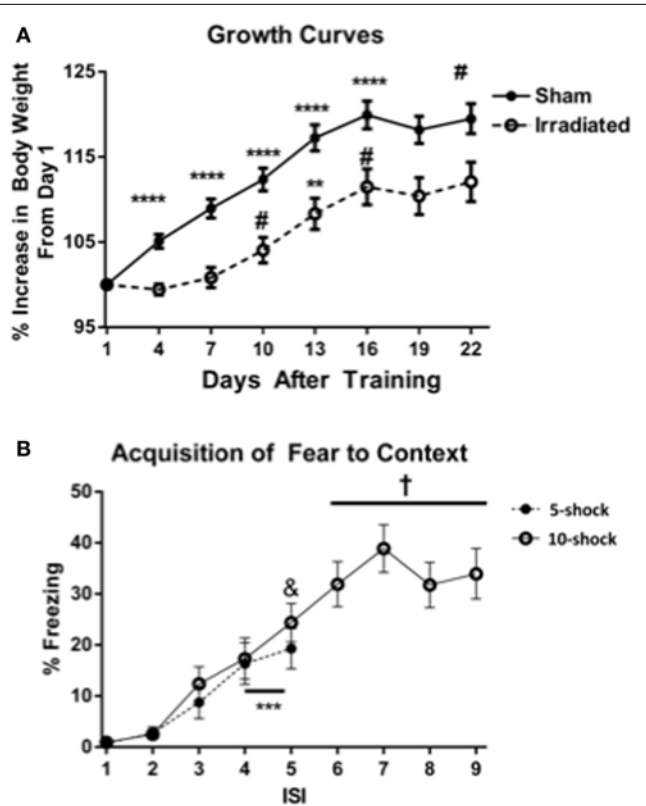 A
Growth Curves
% Increase in Body Weight
From Day 1
125
115
105
95
****
****
****
****
****
#
#
**
#
Sham
Irradiated
1 4 7 10 13 16 19 22
Days After Training
B
Acquisition of Fear to Context
% Freezing
50
40
30
20
10
0
†
&
***
5-shock
10-shock
1 2 3 4 5 6 7 8 9
ISI